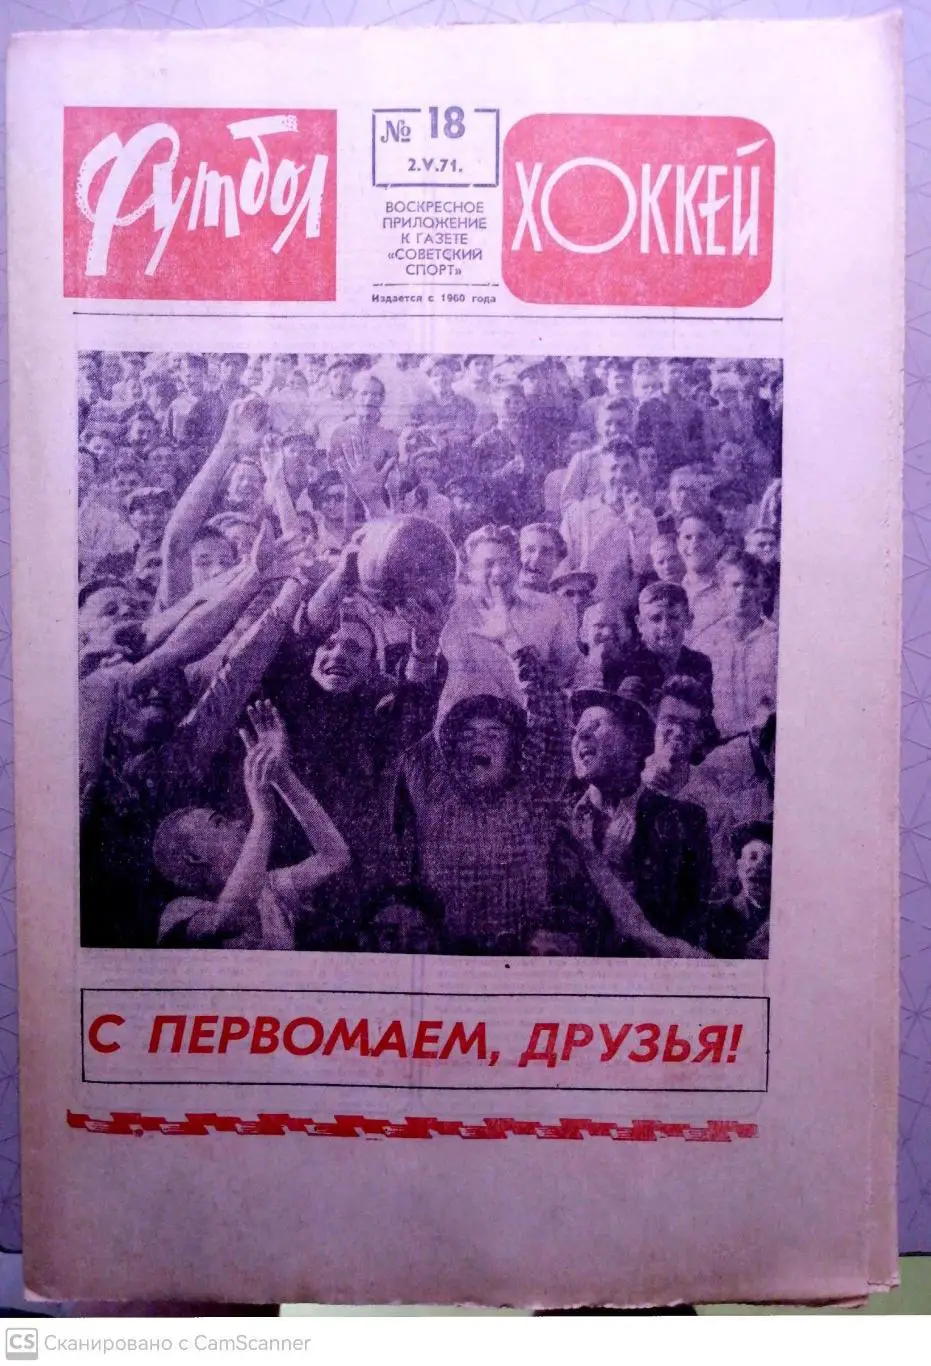 Футбол
№ 18
2.V.71.
ВОСКРЕСНОЕ
ПРИЛОЖЕНИЕ
К ГАЗЕТЕ
«СОВЕТСКИЙ
СПОРТ»
Издается с 1960 года
ХОККЕЙ
С ПЕРВОМАЕМ, ДРУЗЬЯ!
CS Сканировано с CamScanner